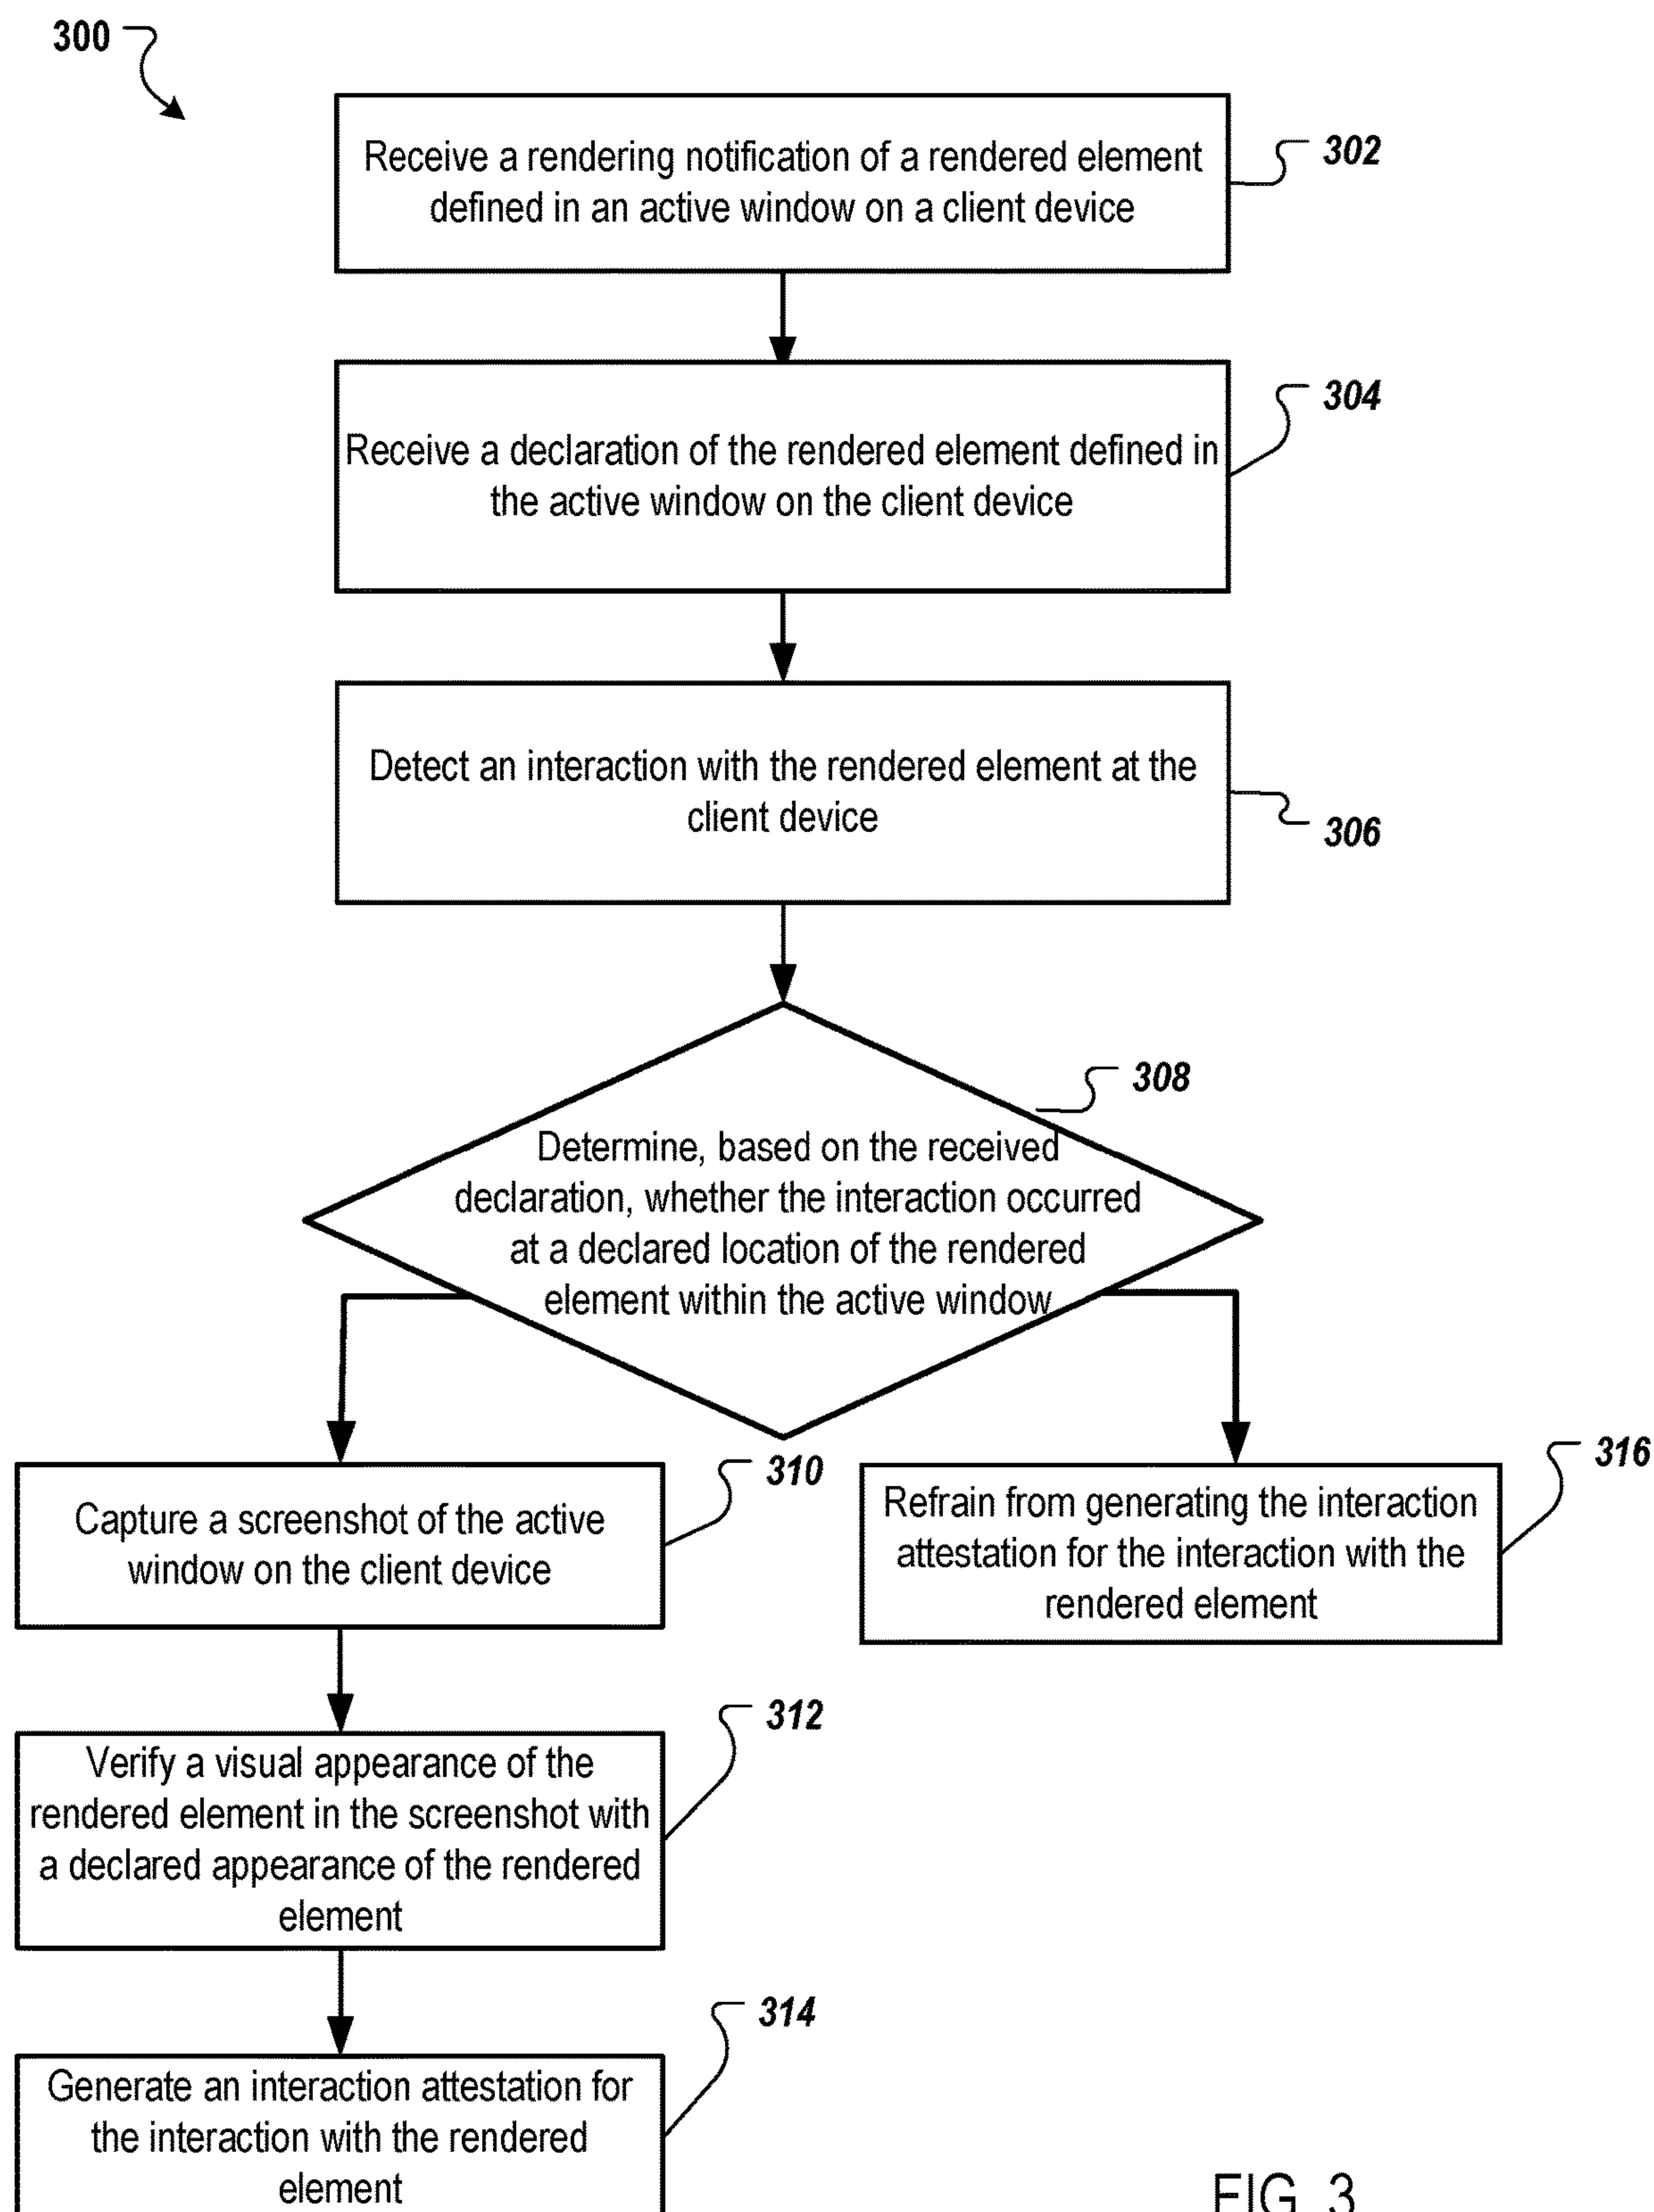 300
Receive a rendering notification of a rendered element
defined in an active window on a client device
302
Receive a declaration of the rendered element defined in
the active window on the client device
304
Detect an interaction with the rendered element at the
client device
306
308
Determine, based on the received
declaration, whether the interaction occurred
at a declared location of the rendered
element within the active window
310
Capture a screenshot of the active
window on the client device
316
Refrain from generating the interaction
attestation for the interaction with the
rendered element
312
Verify a visual appearance of the
rendered element in the screenshot with
a declared appearance of the rendered
element
314
Generate an interaction attestation for
the interaction with the rendered
element
FIG. 3